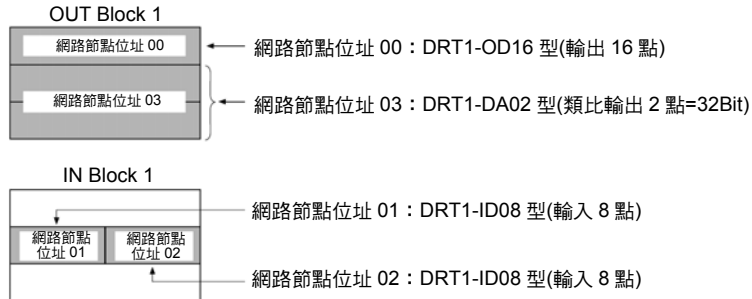 OUT Block 1
網路節點位址 00
網路節點位址 00：DRT1-OD16 型(輸出 16 點)
網路節點位址 03
網路節點位址 03：DRT1-DA02 型(類比輸出 2 點=32Bit)
IN Block 1
網路節點位址 01：DRT1-ID08 型(輸入 8 點)
網路節點
位址 01
網路節點
位址 02
網路節點位址 02：DRT1-ID08 型(輸入 8 點)